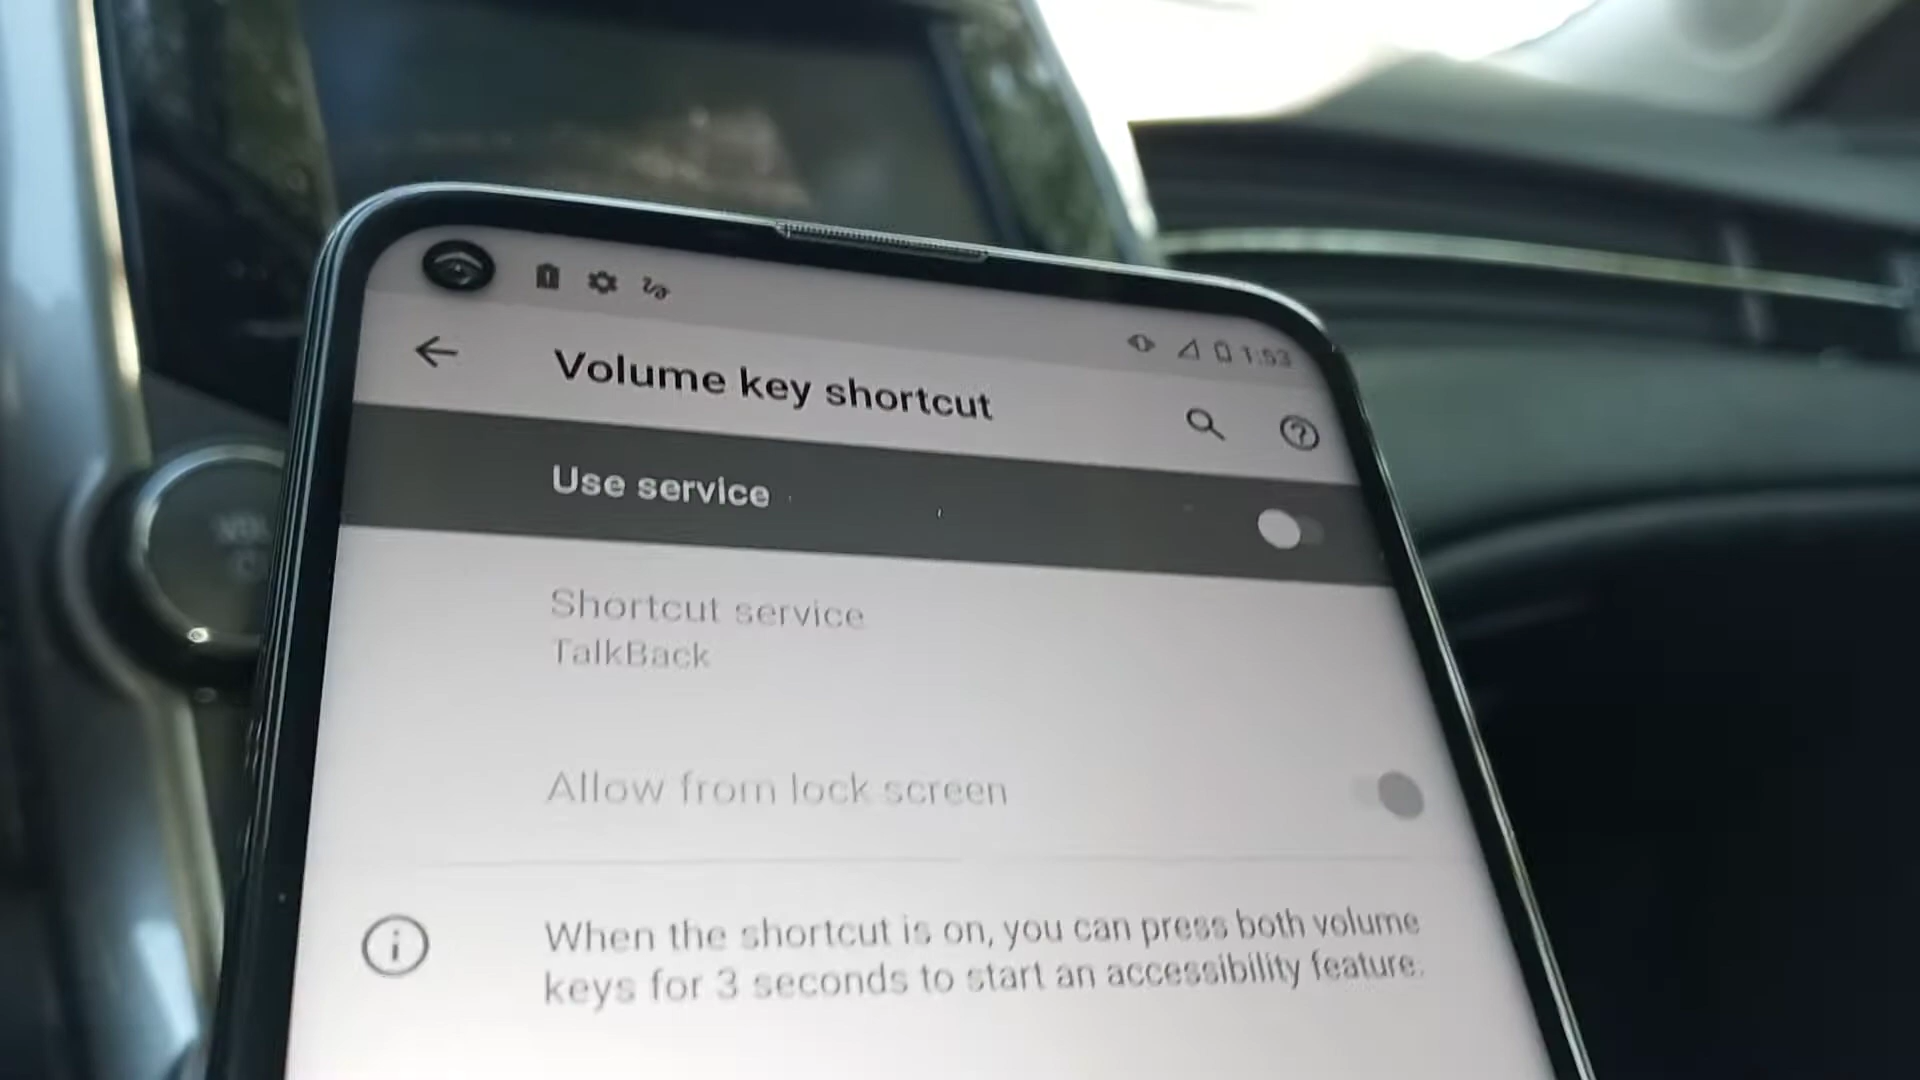 1:53
Volume key shortcut
Use service
Shortcut service
TalkBack
Allow from lock screen
When the shortcut is on, you can press both volume
keys for 3 seconds to start an accessibility feature.